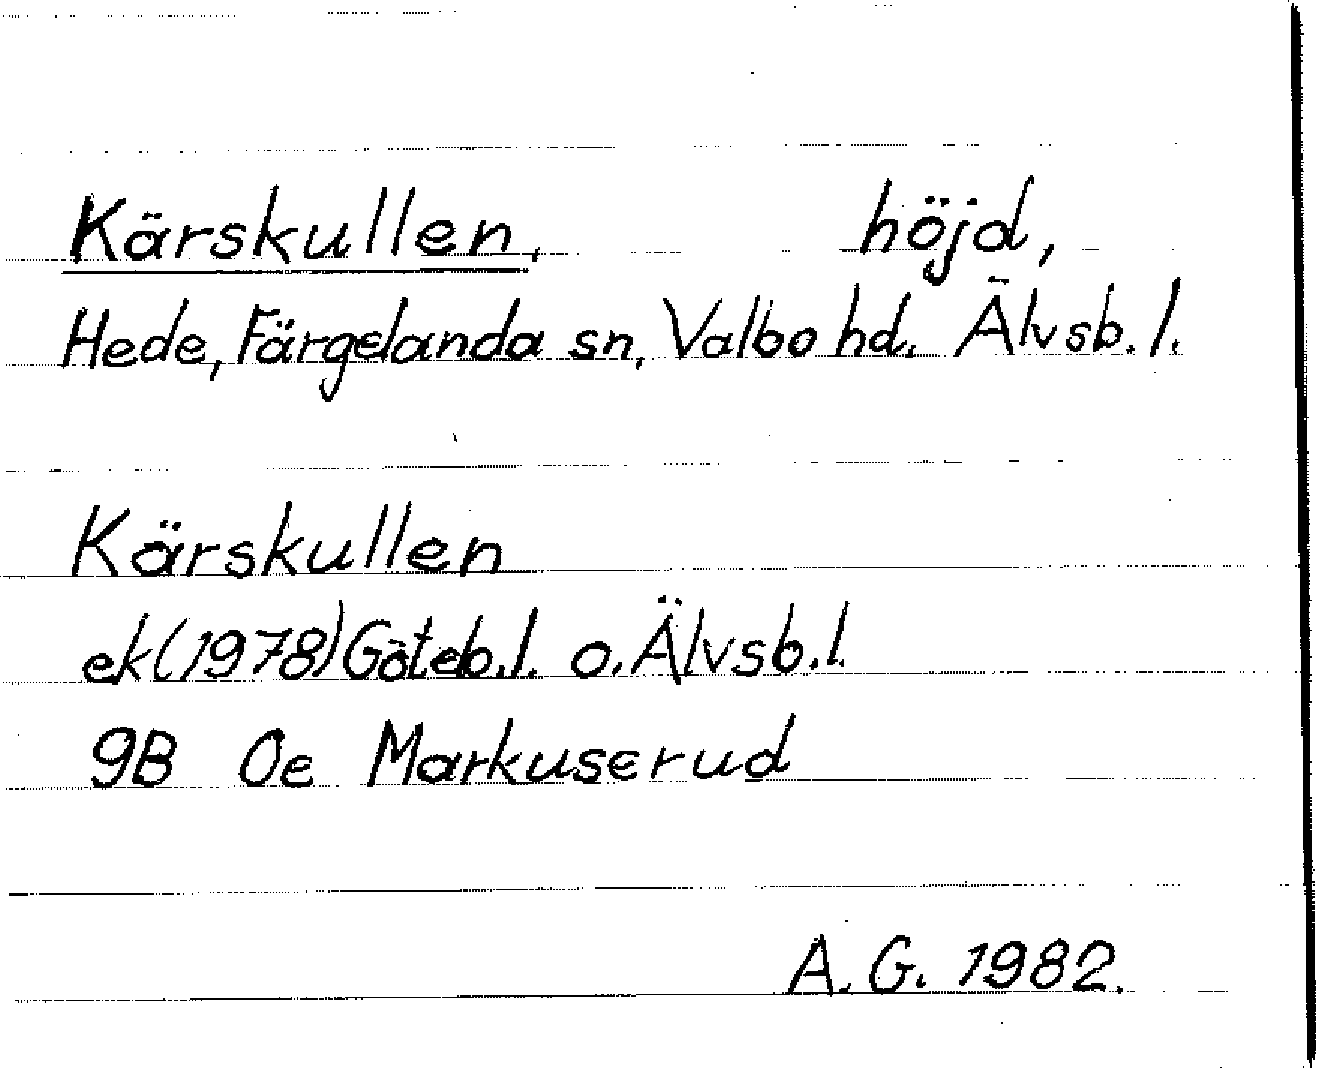 Kärskullen, höjd,
Hede, Färgelanda sn, Valbo hd. Älvsb. l.
Kärskullen
ek(1978)Göteb.l. o. Älvsb.l.
9B 0e Markuserud
A.G. 1982.